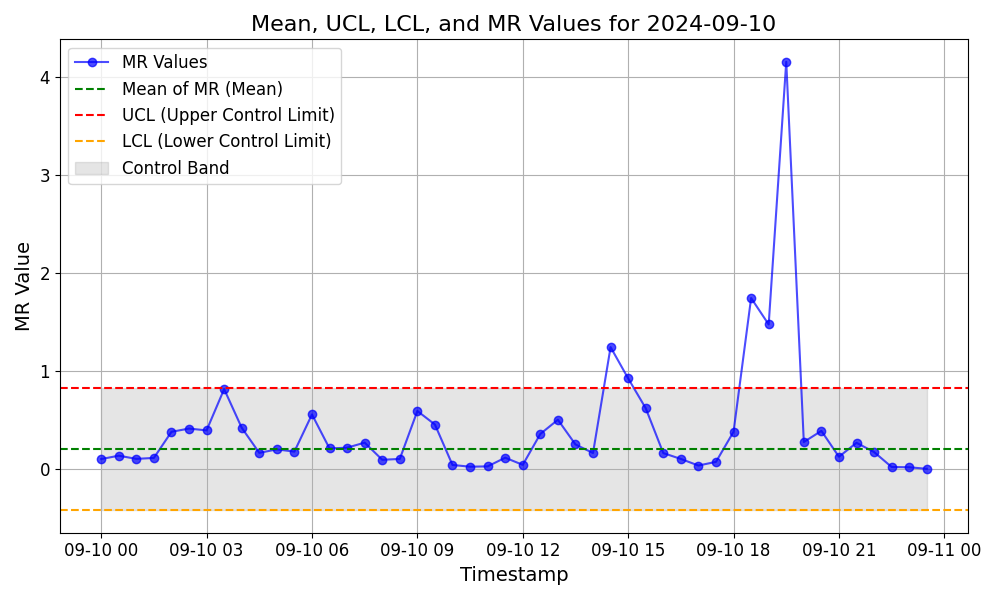 Mean, UCL, LCL, and MR Values for 2024-09-10
MR Values
Mean of MR (Mean)
UCL (Upper Control Limit)
LCL (Lower Control Limit)
Control Band
MR Value
4
3
2
1
0
09-10 00 09-10 03 09-10 06 09-10 09 09-10 12 09-10 15 09-10 18 09-10 21 09-11 00
Timestamp